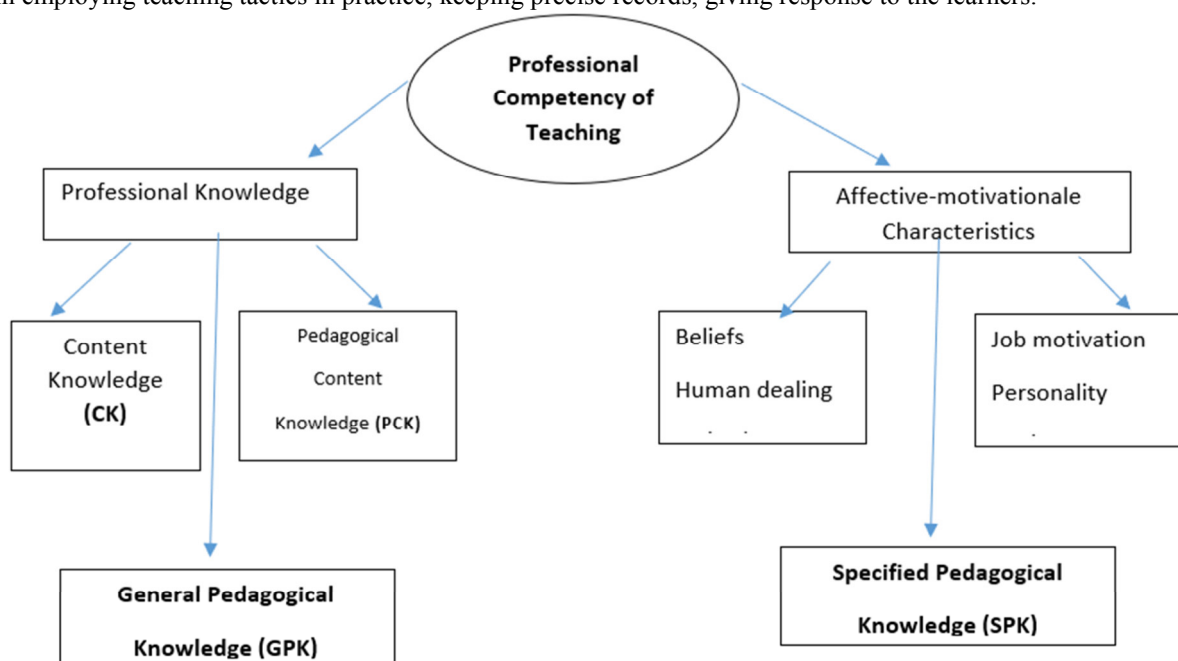 employing teaching tactics in practice, keeping precise records, giving response to the learners.
Professional
Competency of
Teaching
Professional Knowledge
Affective-motivationale
Characteristics
Content
Knowledge
(CK)
Pedagogical
Content
Knowledge (PCK)
Beliefs
Human dealing
Job motivation
Personality
General Pedagogical
Knowledge (GPK)
Specified Pedagogical
Knowledge (SPK)